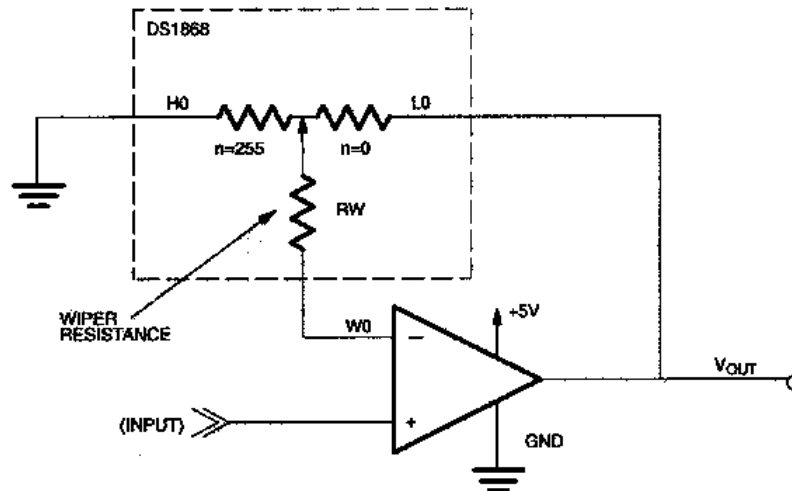 DS1868
H0
L0
n=255
n=0
RW
WIPER
RESISTANCE
W0
+5V
−
VOUT
(INPUT)
+
GND